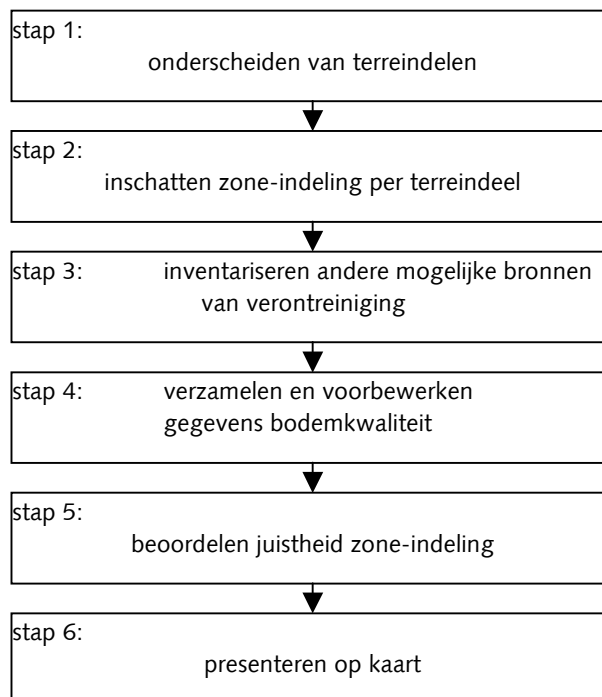 stap 1:
onderscheiden van terreindelen
stap 2:
inschatten zone-indeling per terreindeel
stap 3: inventariseren andere mogelijke bronnen
van verontreiniging
stap 4: verzamelen en voorbewerken
gegevens bodemkwaliteit
stap 5:
beoordelen juistheid zone-indeling
stap 6:
presenteren op kaart